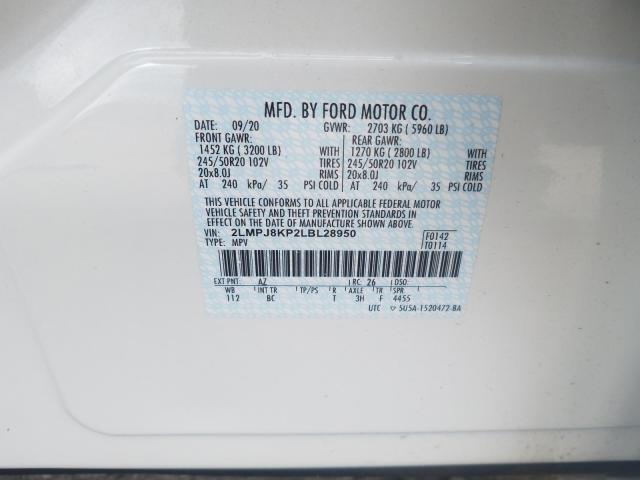 MFD. BY FORD MOTOR CO.
DATE: 09/20 GVWR: 2703 KG ( 5960 LB)
FRONT GAWR: REAR GAWR:
1452 KG ( 3200 LB) WITH 1270 KG ( 2800 LB) WITH
245/50R20 102V TIRES 245/50R20 102V TIRES
20x8.0J RIMS 20x8.0J RIMS
AT 240 kPa/ 35 PSI COLD AT 240 kPa/ 35 PSI COLD
THIS VEHICLE CONFORMS TO ALL APPLICABLE FEDERAL MOTOR
VEHICLE SAFETY AND THEFT PREVENTION STANDARDS IN
EFFECT ON THE DATE OF MANUFACTURE SHOWN ABOVE.
VIN: 2LMPJ8KP2LBL28950 F0142
TYPE: MPV T0114
EXT PNT: AZ RC: 26 DSO:
WB INT TR TP/PS R AXLE TR SPR
112 BC T 3H F 4455
UTC 5U5A-1520472-BA